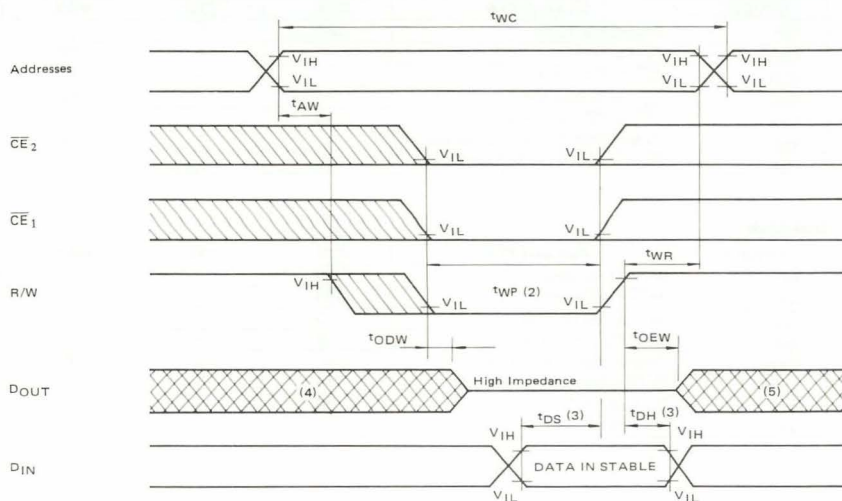 tWC
Addresses
VIH VIH VIH
VIL VIL VIL
tAW
CE2
VIL VIL
CE1
VIL VIL
tWR
R/W
VIH
tWP (2)
VIL VIL
tODW
tOEW
DOUT
(4)
High Impedance
(5)
tDS (3)
tDH (3)
VIH VIH
DIN
DATA IN STABLE
VIL VIL